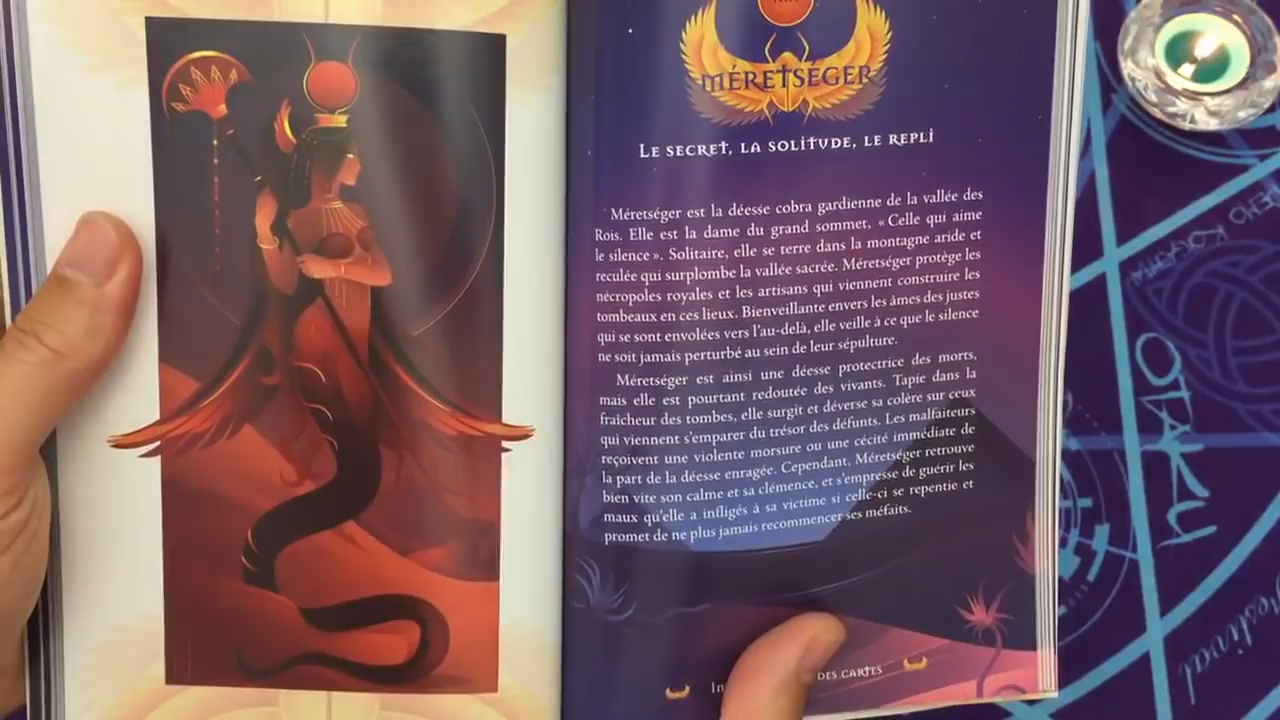 MÉRETSÉGER
LE SECRET, LA SOLITUDE, LE REPLI
Méretséger est la déesse cobra gardienne de la vallée des
Rois. Elle est la dame du grand sommet, « Celle qui aime
le silence ». Solitaire, elle se terre dans la montagne aride et
reculée qui surplombe la vallée sacrée. Méretséger protège les
nécropoles royales et les artisans qui viennent construire les
tombeaux en ces lieux. Bienveillante envers les âmes des justes
qui se sont envolées vers l'au-delà, elle veille à ce que le silence
ne soit jamais perturbé au sein de leur sépulture.
Méretséger est ainsi une déesse protectrice des morts,
mais elle est pourtant redoutée des vivants. Tapie dans la
fraîcheur des tombes, elle surgit et déverse sa colère sur ceux
qui viennent s'emparer du trésor des défunts. Les malfaiteurs
reçoivent une violente morsure ou une cécité immédiate de
la part de la déesse enragée. Cependant, Méretséger retrouve
bien vite son calme et sa clémence, et s'empresse de guérir les
maux qu'elle a infligés à sa victime si celle-ci se repentie et
promet de ne plus jamais recommencer ses méfaits.
DES CARTES
OTAKU